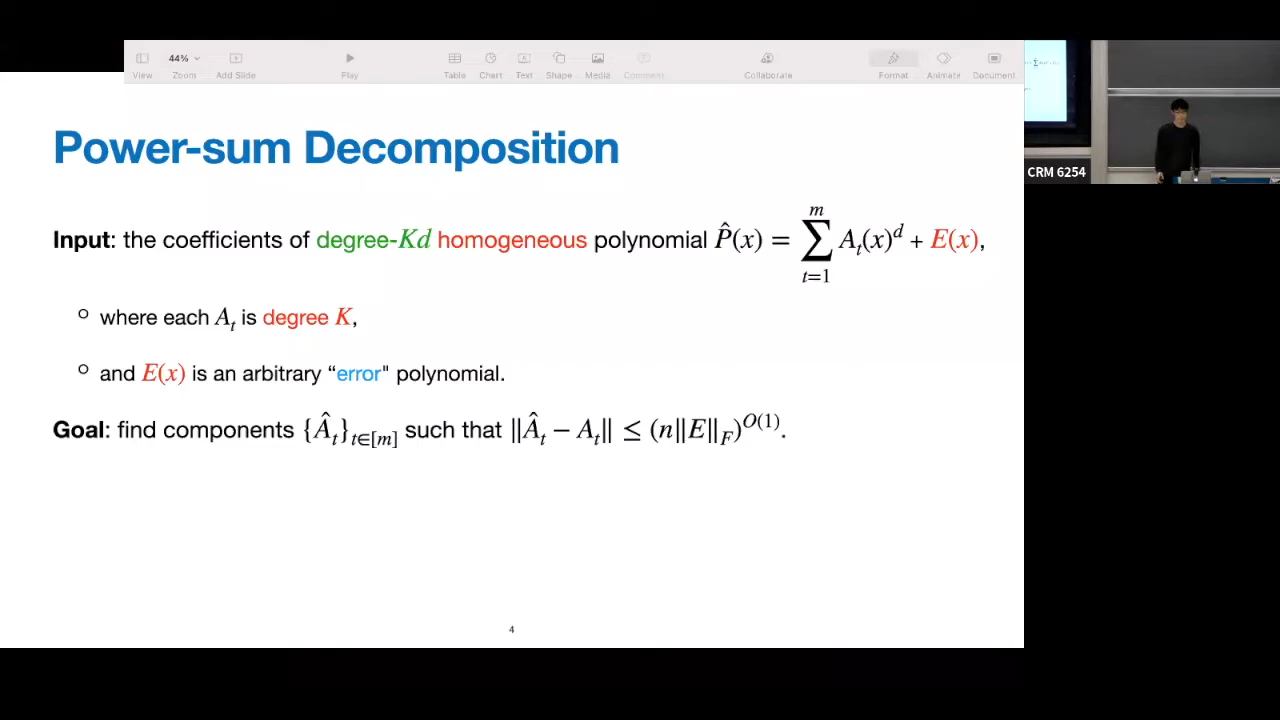 44%
View Zoom Add Slide Play Table Chart Text Shape Media Comment Collaborate Format Animate Document
CRM 6254
Power-sum Decomposition
Input: the coefficients of degree-Kd homogeneous polynomial P̂(x) = ∑_{t=1}^{m} A_t(x)^d + E(x),
○ where each A_t is degree K,
○ and E(x) is an arbitrary “error" polynomial.
Goal: find components {Â_t}_{t∈[m]} such that ‖Â_t − A_t‖ ≤ (n‖E‖_F)^{O(1)}.
4